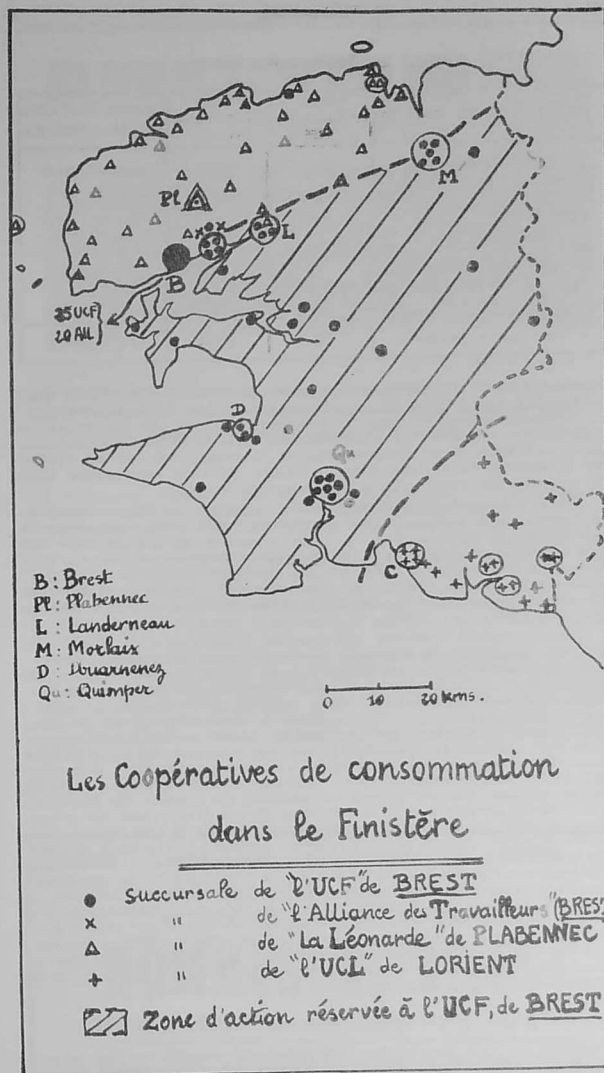 M
Pl
L
B
25 UCF
20 All
D
Qu
C
B : Brest
Pl : Plabennec
L : Landerneau
M : Morlaix
D : Douarnenez
Qu : Quimper
0 10 20 kms.
Les Coopératives de consommation
dans le Finistère
● succursale de "l'UCF" de BREST
x " de "l'Alliance des Travailleurs" (BREST
△ " de "La Léonarde" de PLABENNEC
+ " de "l'UCL" de LORIENT
Zone d'action réservée à l'UCF, de BREST